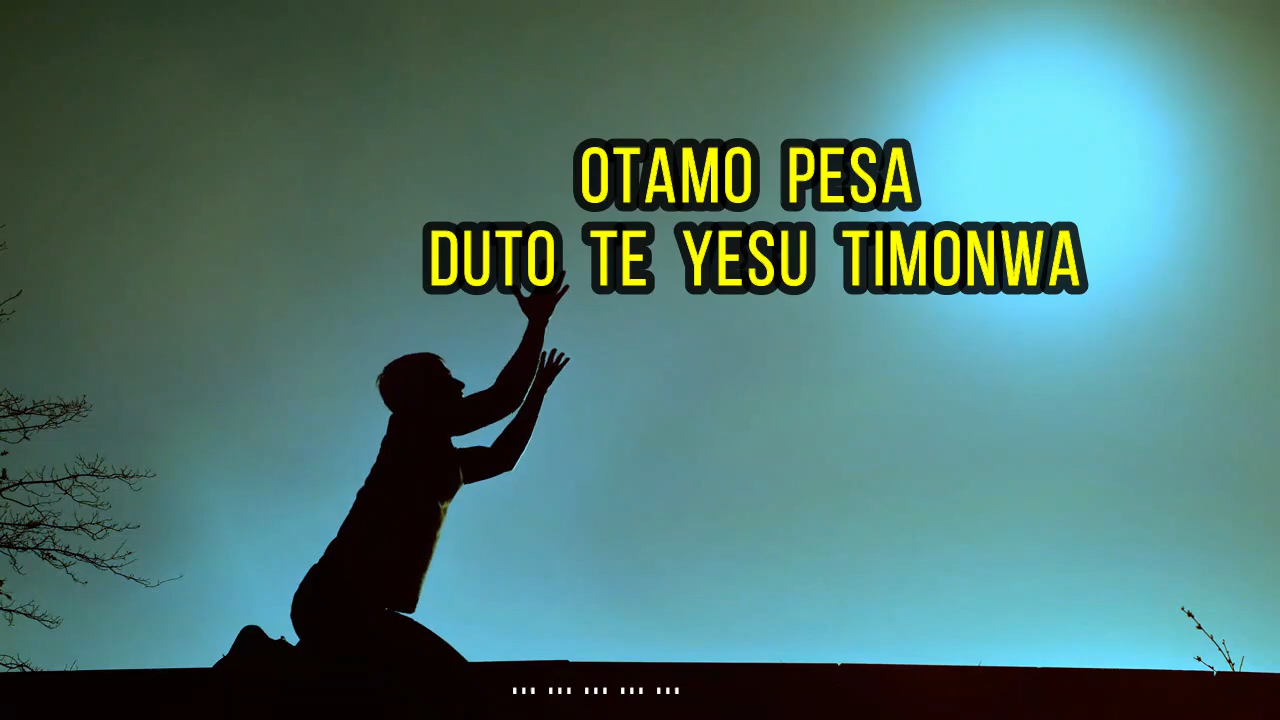 OTAMO PESA
DUTO TE YESU TIMONWA
... ... ... ... ...